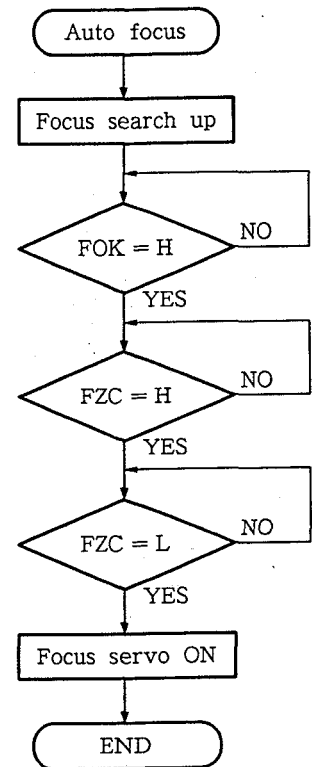 Auto focus
Focus search up
FOK = H
NO
YES
FZC = H
NO
YES
FZC = L
NO
YES
Focus servo ON
END